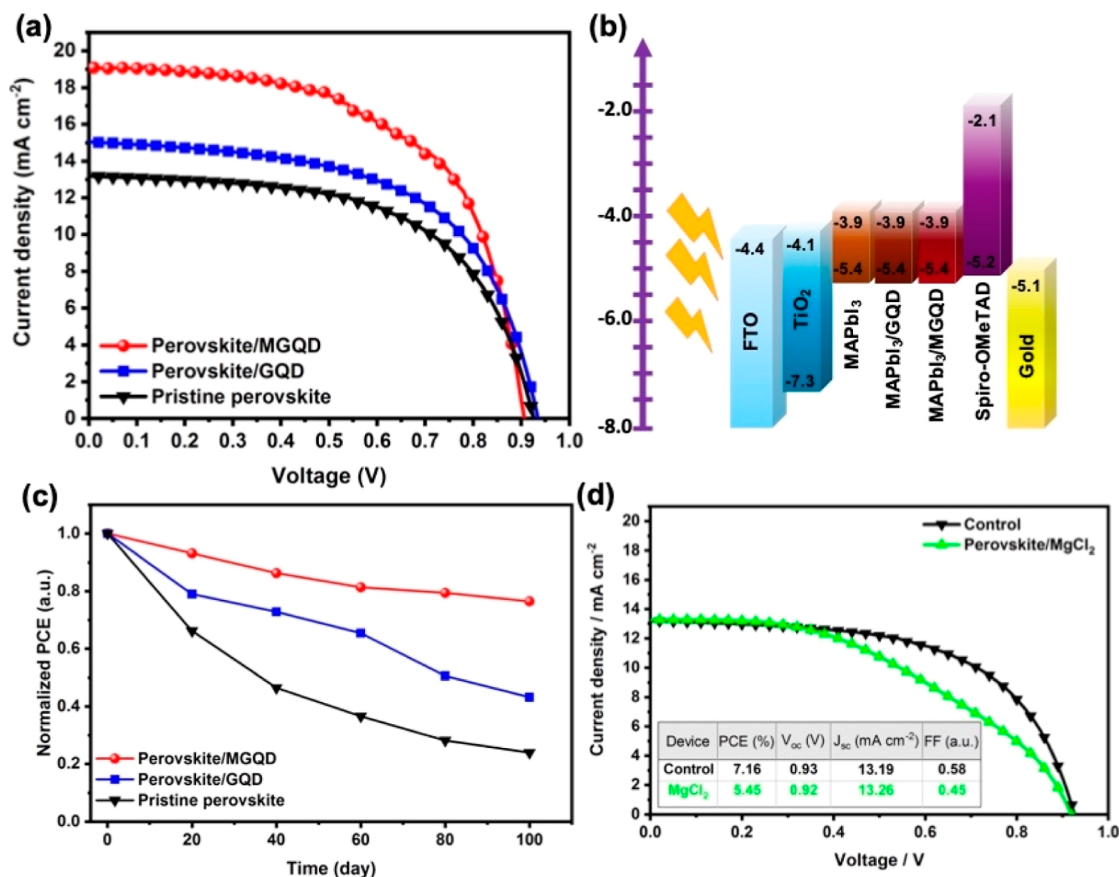 (a)
Current density (mA cm⁻²)
20
18
16
14
12
10
8
6
4
2
0
Perovskite/MGQD
Perovskite/GQD
Pristine perovskite
0.0 0.1 0.2 0.3 0.4 0.5 0.6 0.7 0.8 0.9 1.0
Voltage (V)
(b)
-2.0
-4.0
-6.0
-8.0
-4.4
FTO
-4.1
TiO₂
-7.3
-3.9
-5.4
MAPbI₃
-3.9
-5.4
MAPbI₃/GQD
-3.9
-5.4
MAPbI₃/MGQD
-2.1
-5.2
Spiro-OMeTAD
-5.1
Gold
(c)
Normalized PCE (a.u.)
1.0
0.8
0.6
0.4
0.2
0.0
Perovskite/MGQD
Perovskite/GQD
Pristine perovskite
0 20 40 60 80 100
Time (day)
(d)
Current density / mA cm⁻²
20
18
16
14
12
10
8
6
4
2
0
Control
Perovskite/MgCl₂
Device PCE (%) Voc (V) Jsc (mA cm⁻²) FF (a.u.)
Control 7.16 0.93 13.19 0.58
MgCl₂ 5.45 0.92 13.26 0.45
0.0 0.2 0.4 0.6 0.8 1.0
Voltage / V